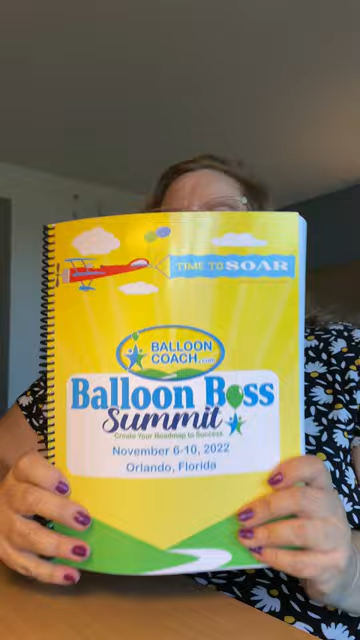 TIME TO SOAR
BALLOON
COACH.com
Balloon Boss
Summit
Create Your Roadmap to Success
November 6-10, 2022
Orlando, Florida